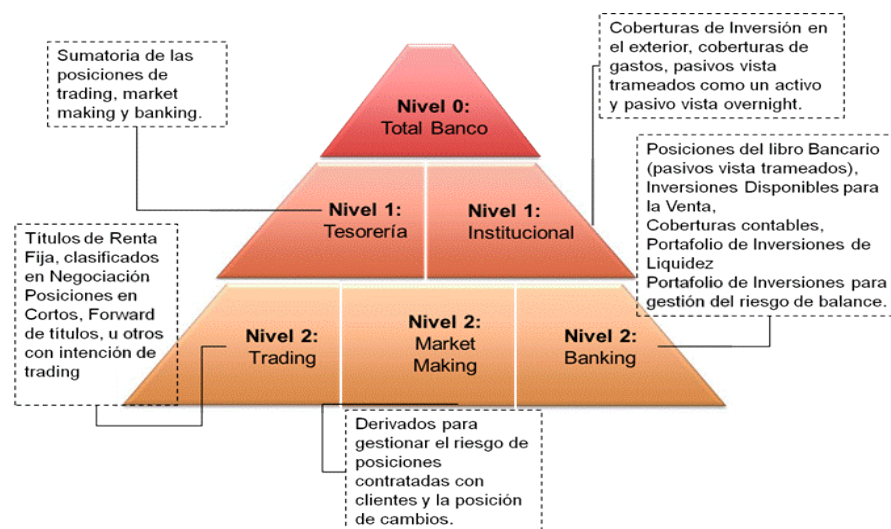 Sumatoria de las
posiciones de
trading, market
making y banking.
Coberturas de Inversión en
el exterior, coberturas de
gastos, pasivos vista
trameados como un activo
y pasivo vista overnight.
Nivel 0:
Total Banco
Nivel 1:
Tesorería
Nivel 1:
Institucional
Posiciones del libro Bancario
(pasivos vista trameados),
Inversiones Disponibles para
la Venta,
Coberturas contables,
Portafolio de Inversiones de
Liquidez
Portafolio de Inversiones para
gestión del riesgo de balance.
Títulos de Renta
Fija, clasificados
en Negociación
Posiciones en
Cortos, Forward
de títulos, u otros
con intención de
trading
Nivel 2:
Trading
Nivel 2:
Market
Making
Nivel 2:
Banking
Derivados para
gestionar el riesgo de
posiciones
contratadas con
clientes y la posición
de cambios.